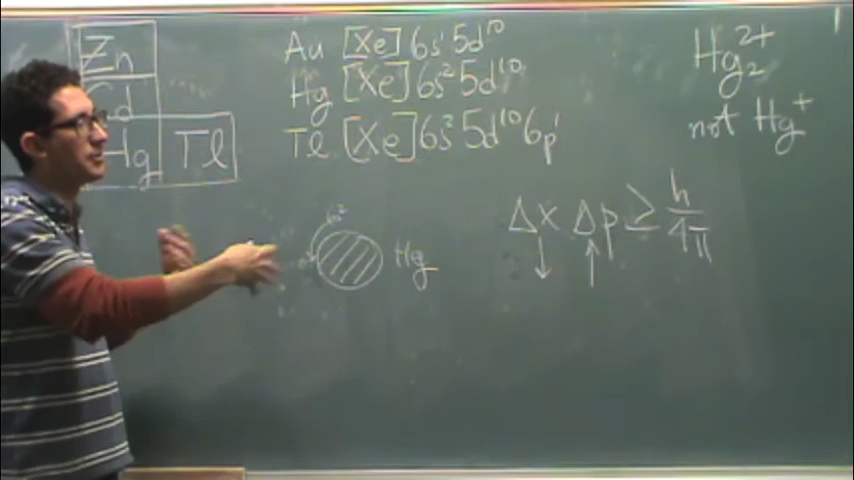 Zn
Cd
Hg Tl
Au [Xe] 6s¹ 5d¹⁰
Hg [Xe] 6s² 5d¹⁰
Tl [Xe] 6s² 5d¹⁰ 6p¹
Hg₂²⁺
not Hg⁺
6s²
Hg
Δx Δp ≥ h/4π
↓ ↑